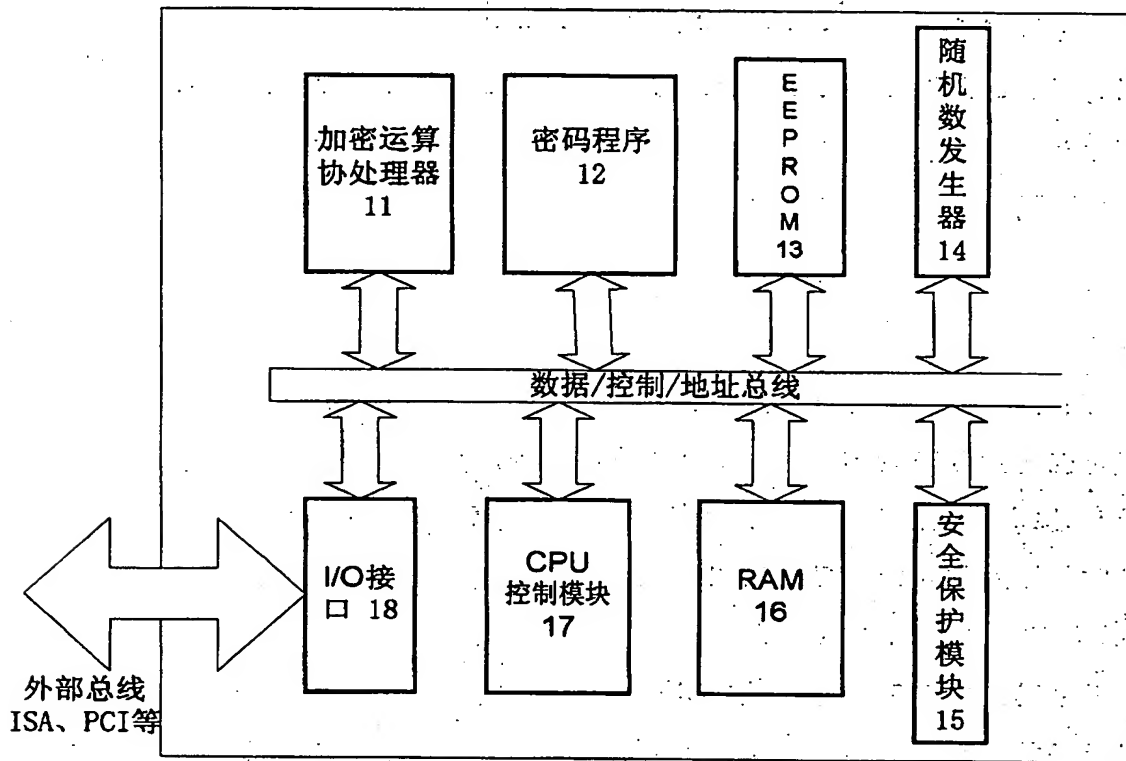 加密运算
协处理器
11
密码程序
12
E
E
P
R
O
M
13
随
机
数
发
生
器
14
数据/控制/地址总线
I/O接
口 18
CPU
控制模块
17
RAM
16
安
全
保
护
模
块
15
外部总线
ISA、PCI等